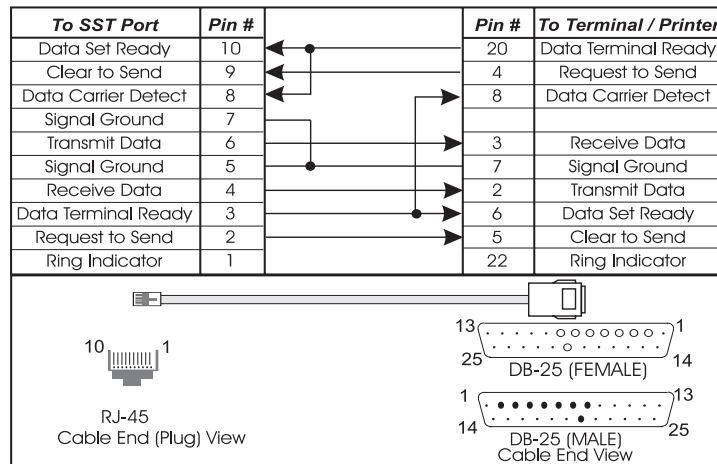 To SST Port Pin # Pin # To Terminal / Printer
Data Set Ready 10 20 Data Terminal Ready
Clear to Send 9 4 Request to Send
Data Carrier Detect 8 8 Data Carrier Detect
Signal Ground 7
Transmit Data 6 3 Receive Data
Signal Ground 5 7 Signal Ground
Receive Data 4 2 Transmit Data
Data Terminal Ready 3 6 Data Set Ready
Request to Send 2 5 Clear to Send
Ring Indicator 1 22 Ring Indicator
13 1
25 14
DB-25 (FEMALE)
10 1
RJ-45
Cable End (Plug) View
1 13
14 25
DB-25 (MALE)
Cable End View